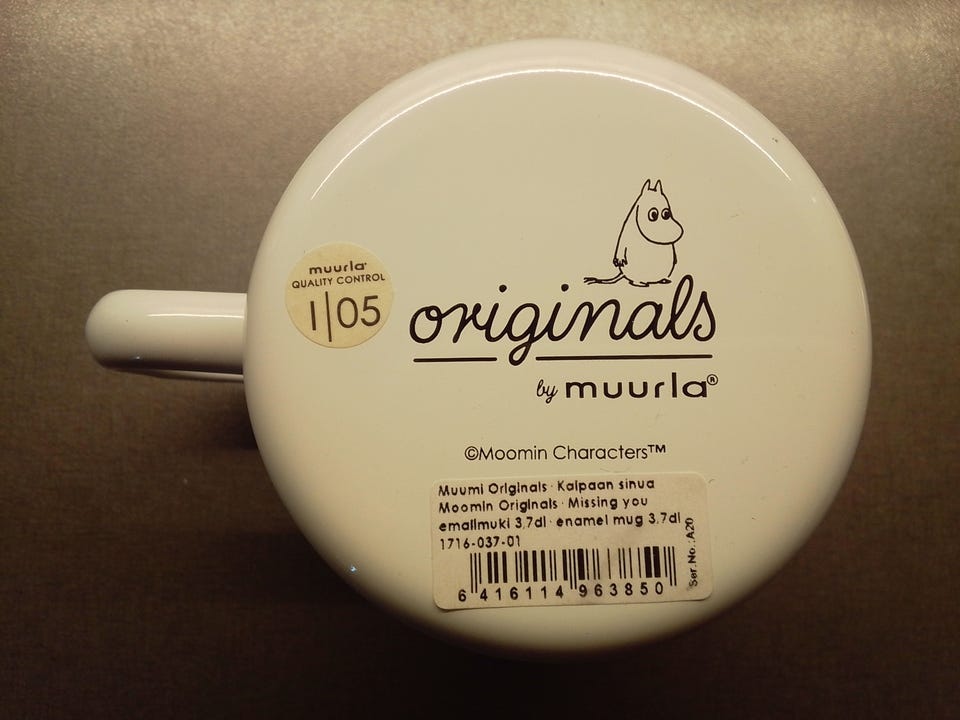 muurla®
QUALITY CONTROL
1|05
originals
by muurla®
©Moomin Characters™
Muumi Originals · Kaipaan sinua
Moomin Originals · Missing you
emalimuki 3,7dl · enamel mug 3,7dl
1716-037-01
Ser.No.:A20
6 416114 963850